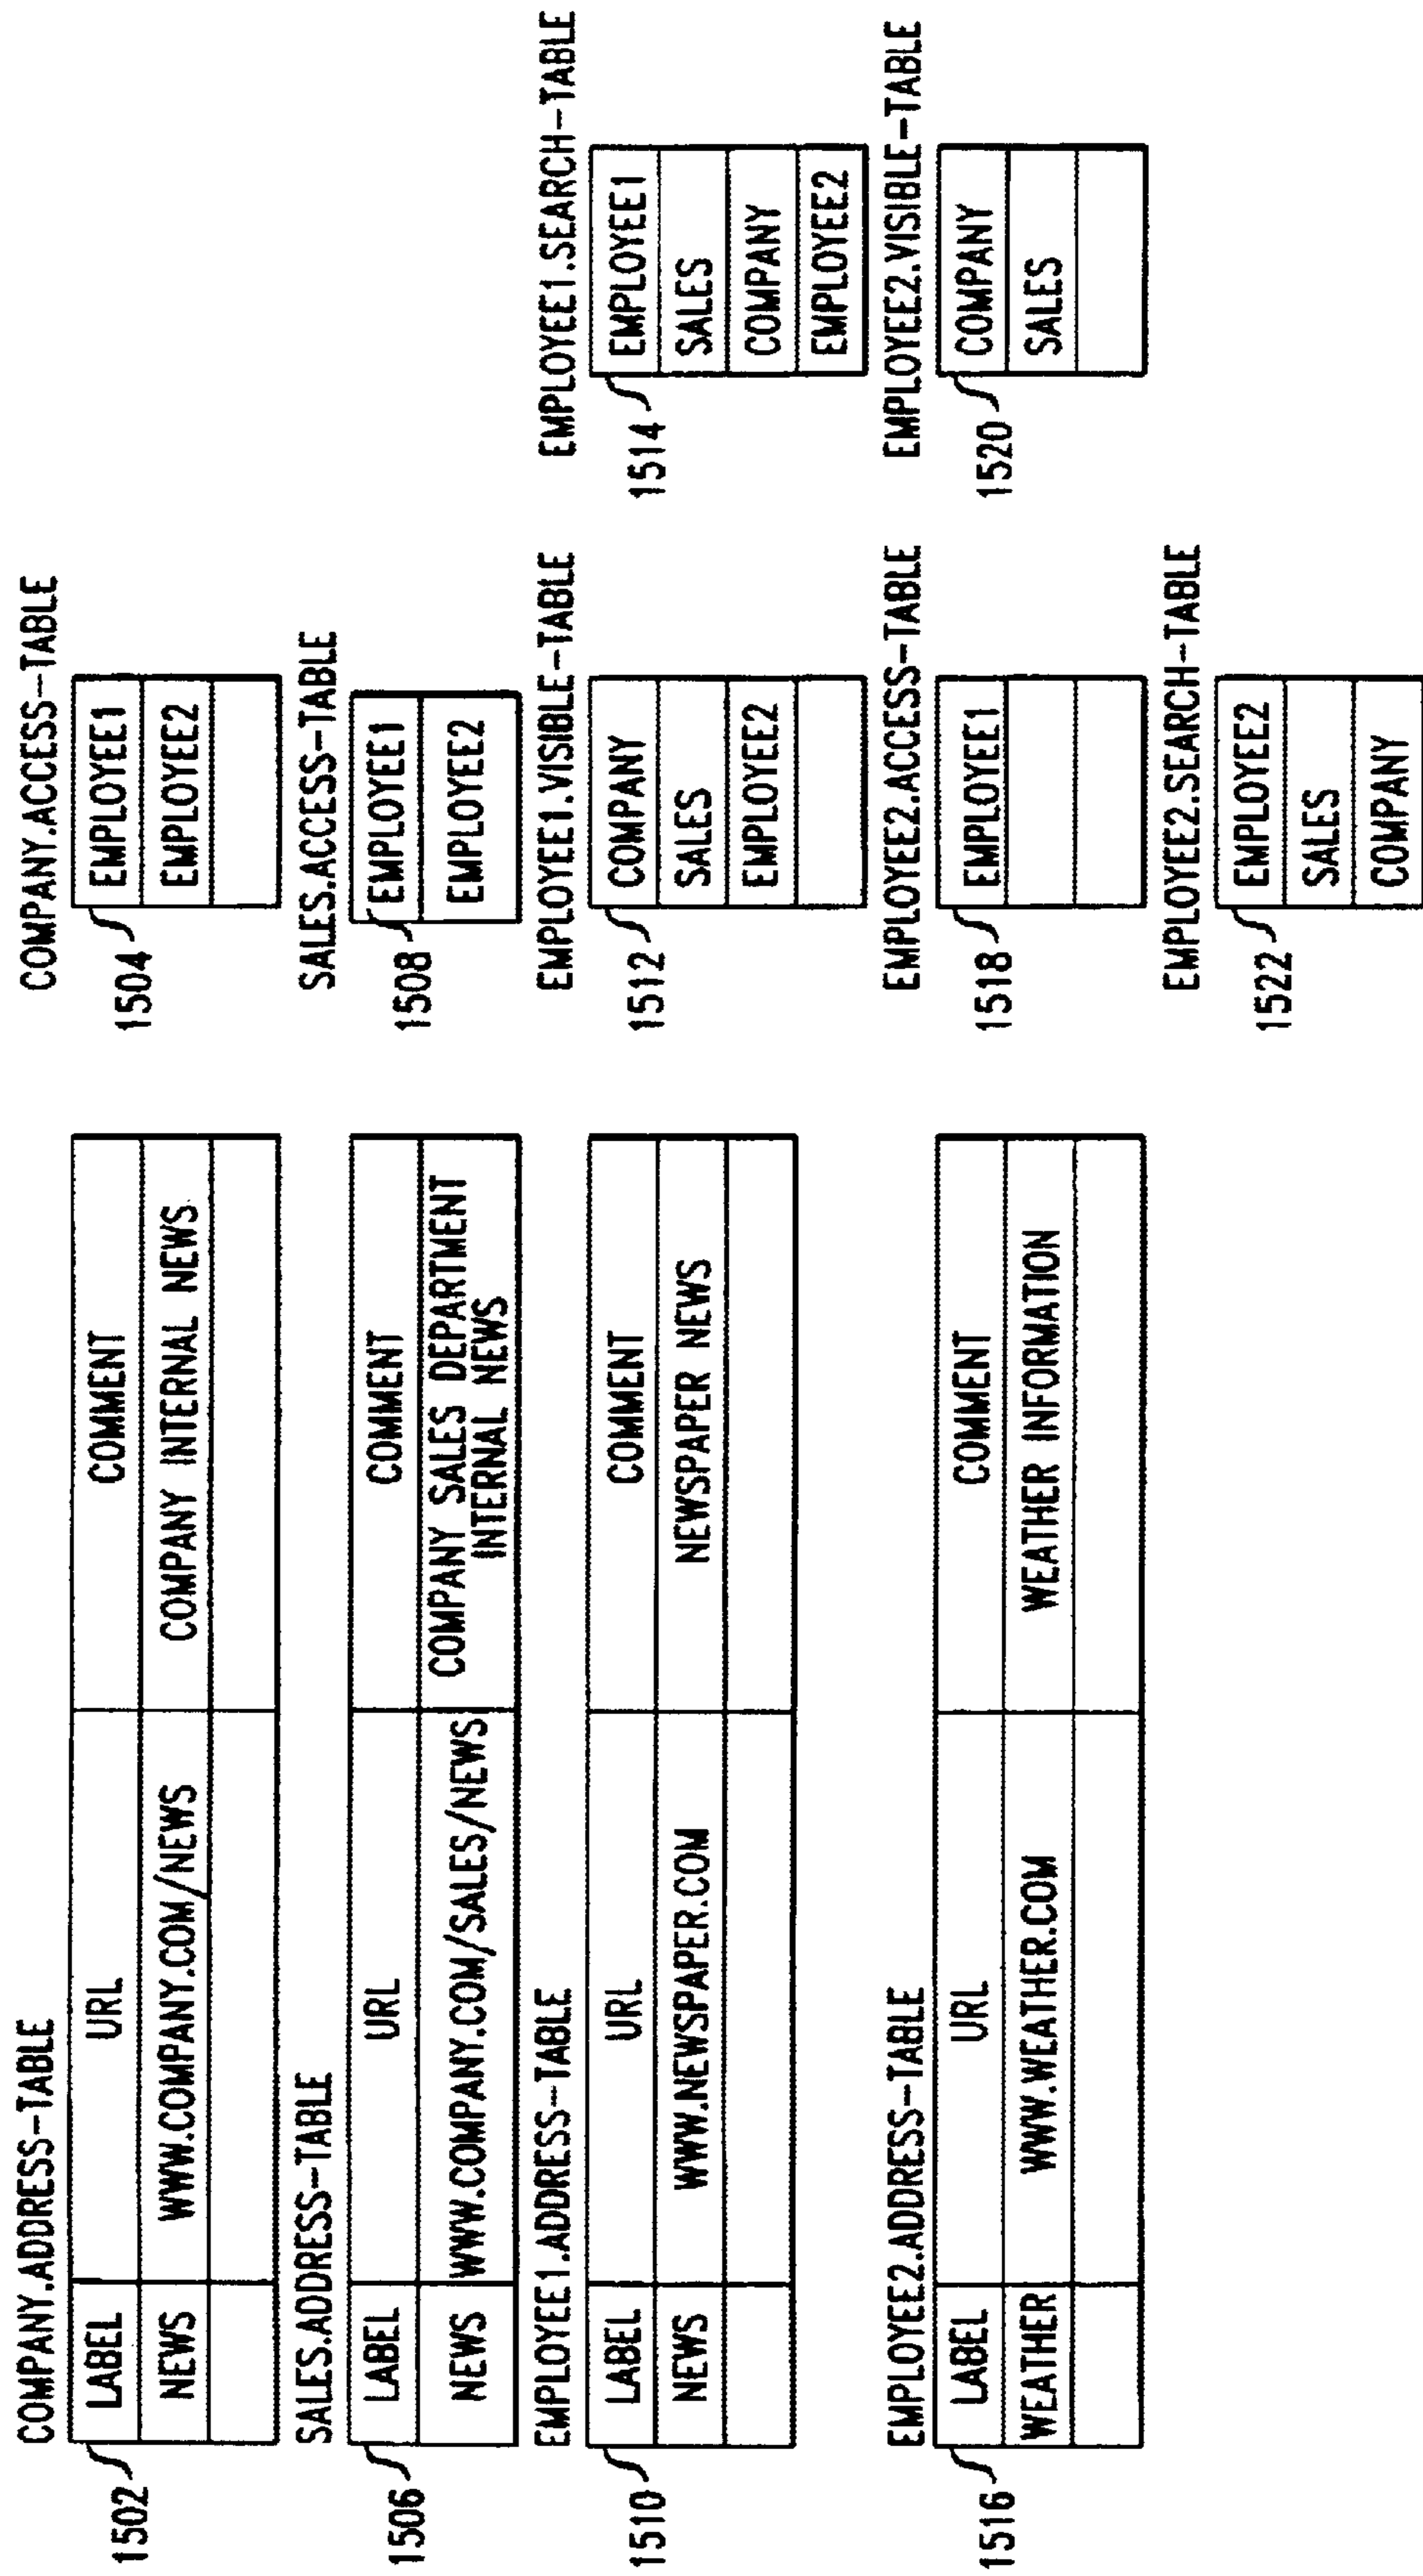 COMPANY.ADDRESS-TABLE
1502
LABEL URL COMMENT
NEWS WWW.COMPANY.COM/NEWS COMPANY INTERNAL NEWS
COMPANY.ACCESS-TABLE
1504
EMPLOYEE1
EMPLOYEE2
SALES.ADDRESS-TABLE
1506
LABEL URL COMMENT
NEWS WWW.COMPANY.COM/SALES/NEWS COMPANY SALES DEPARTMENT
INTERNAL NEWS
SALES.ACCESS-TABLE
1508
EMPLOYEE1
EMPLOYEE2
EMPLOYEE1.ADDRESS-TABLE
1510
LABEL URL COMMENT
NEWS WWW.NEWSPAPER.COM NEWSPAPER NEWS
EMPLOYEE1.VISIBLE-TABLE
1512
COMPANY
SALES
EMPLOYEE2
EMPLOYEE1.SEARCH-TABLE
1514
EMPLOYEE1
SALES
COMPANY
EMPLOYEE2
EMPLOYEE2.ADDRESS-TABLE
1516
LABEL URL COMMENT
WEATHER WWW.WEATHER.COM WEATHER INFORMATION
EMPLOYEE2.ACCESS-TABLE
1518
EMPLOYEE1
EMPLOYEE2.VISIBLE-TABLE
1520
COMPANY
SALES
EMPLOYEE2.SEARCH-TABLE
1522
EMPLOYEE2
SALES
COMPANY